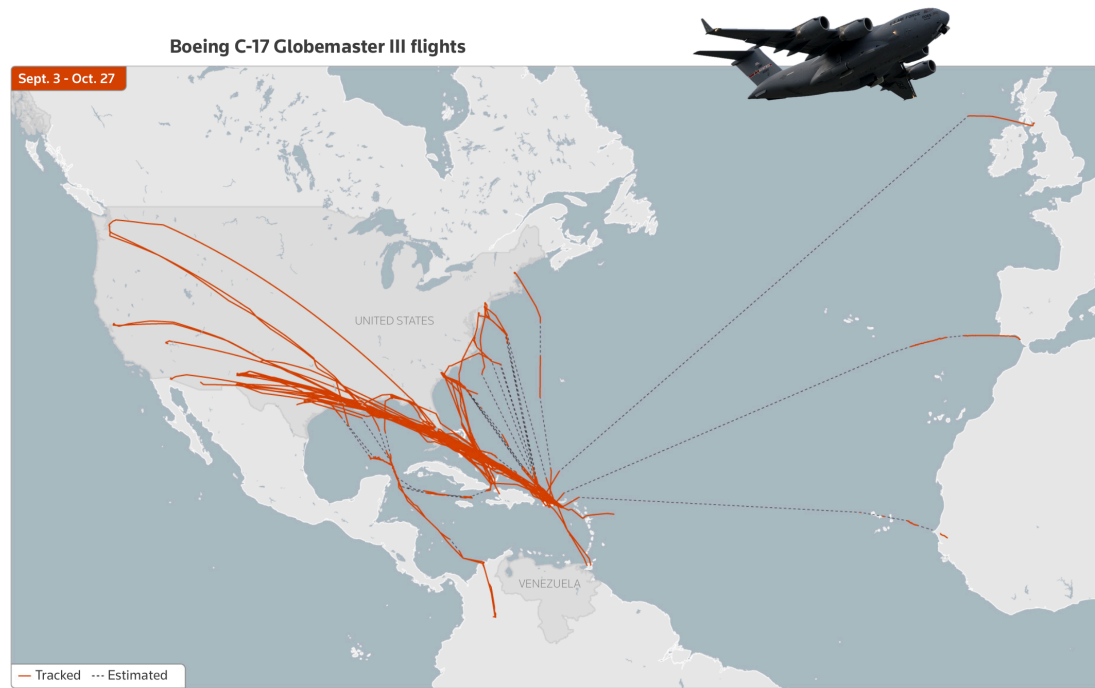 Boeing C-17 Globemaster III flights
Sept. 3 - Oct. 27
UNITED STATES
VENEZUELA
Tracked
Estimated